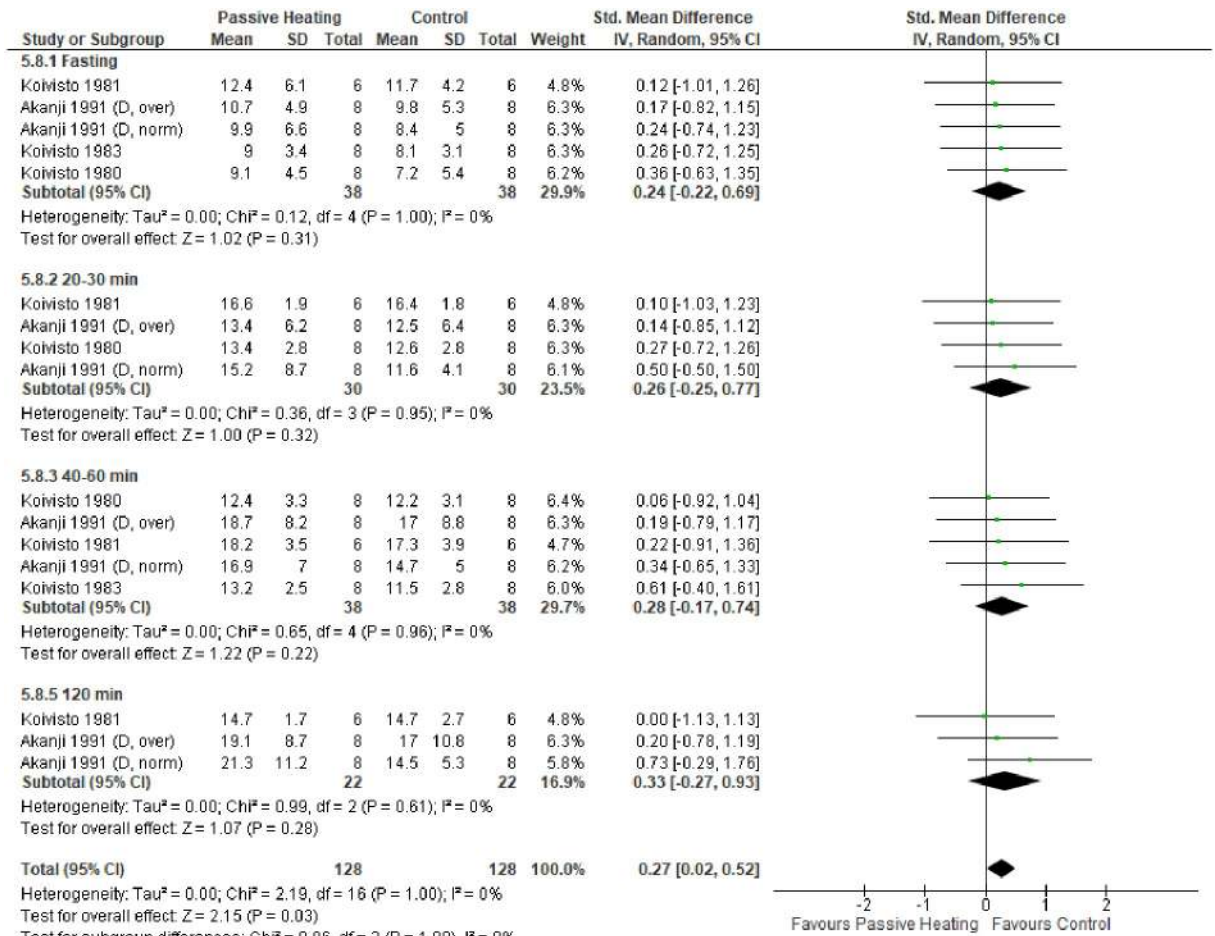 Passive Heating Control Std. Mean Difference Std. Mean Difference
Study or Subgroup Mean SD Total Mean SD Total Weight IV, Random, 95% CI IV, Random, 95% CI
5.8.1 Fasting
Koivisto 1981 12.4 6.1 6 11.7 4.2 6 4.8% 0.12 [-1.01, 1.26]
Akanji 1991 (D, over) 10.7 4.9 8 9.8 5.3 8 6.3% 0.17 [-0.82, 1.15]
Akanji 1991 (D, norm) 9.9 6.6 8 8.4 5 8 6.3% 0.24 [-0.74, 1.23]
Koivisto 1983 9 3.4 8 8.1 3.1 8 6.3% 0.26 [-0.72, 1.25]
Koivisto 1980 9.1 4.5 8 7.2 5.4 8 6.2% 0.36 [-0.63, 1.35]
Subtotal (95% CI) 38 38 29.9% 0.24 [-0.22, 0.69]
Heterogeneity: Tau² = 0.00; Chi² = 0.12, df = 4 (P = 1.00); I² = 0%
Test for overall effect: Z = 1.02 (P = 0.31)
5.8.2 20-30 min
Koivisto 1981 16.6 1.9 6 16.4 1.8 6 4.8% 0.10 [-1.03, 1.23]
Akanji 1991 (D, over) 13.4 6.2 8 12.5 6.4 8 6.3% 0.14 [-0.85, 1.12]
Koivisto 1980 13.4 2.8 8 12.6 2.8 8 6.3% 0.27 [-0.72, 1.26]
Akanji 1991 (D, norm) 15.2 8.7 8 11.6 4.1 8 6.1% 0.50 [-0.50, 1.50]
Subtotal (95% CI) 30 30 23.5% 0.26 [-0.25, 0.77]
Heterogeneity: Tau² = 0.00; Chi² = 0.36, df = 3 (P = 0.95); I² = 0%
Test for overall effect: Z = 1.00 (P = 0.32)
5.8.3 40-60 min
Koivisto 1980 12.4 3.3 8 12.2 3.1 8 6.4% 0.06 [-0.92, 1.04]
Akanji 1991 (D, over) 18.7 8.2 8 17 8.8 8 6.3% 0.19 [-0.79, 1.17]
Koivisto 1981 18.2 3.5 6 17.3 3.9 6 4.7% 0.22 [-0.91, 1.36]
Akanji 1991 (D, norm) 16.9 7 8 14.7 5 8 6.2% 0.34 [-0.65, 1.33]
Koivisto 1983 13.2 2.5 8 11.5 2.8 8 6.0% 0.61 [-0.40, 1.61]
Subtotal (95% CI) 38 38 29.7% 0.28 [-0.17, 0.74]
Heterogeneity: Tau² = 0.00; Chi² = 0.65, df = 4 (P = 0.96); I² = 0%
Test for overall effect: Z = 1.22 (P = 0.22)
5.8.5 120 min
Koivisto 1981 14.7 1.7 6 14.7 2.7 6 4.8% 0.00 [-1.13, 1.13]
Akanji 1991 (D, over) 19.1 8.7 8 17 10.8 8 6.3% 0.20 [-0.78, 1.19]
Akanji 1991 (D, norm) 21.3 11.2 8 14.5 5.3 8 5.8% 0.73 [-0.29, 1.76]
Subtotal (95% CI) 22 22 16.9% 0.33 [-0.27, 0.93]
Heterogeneity: Tau² = 0.00; Chi² = 0.99, df = 2 (P = 0.61); I² = 0%
Test for overall effect: Z = 1.07 (P = 0.28)
Total (95% CI) 128 128 100.0% 0.27 [0.02, 0.52]
Heterogeneity: Tau² = 0.00; Chi² = 2.19, df = 16 (P = 1.00); I² = 0%
-2 -1 0 1 2
Test for overall effect: Z = 2.15 (P = 0.03)
Favours Passive Heating Favours Control